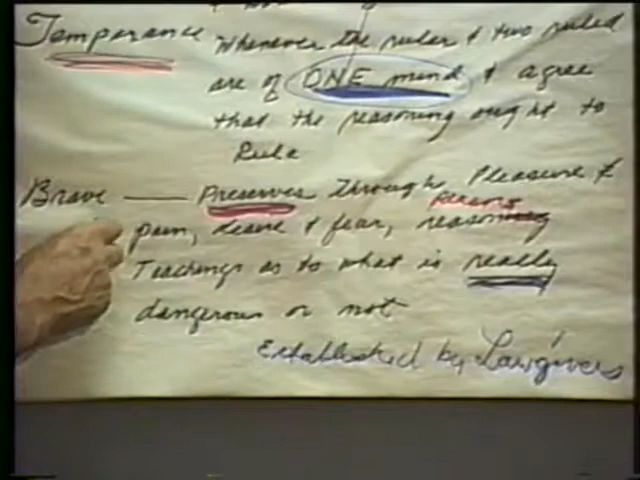 Temperance Whenever the ruler & two ruled
are of ONE mind & agree
that the reasoning ought to
Rule
Brave — Preserves through Pleasure &
pain, desire & fear, reasoning
Reasons
Teachings as to what is really
dangerous or not
Established by Lawgivers